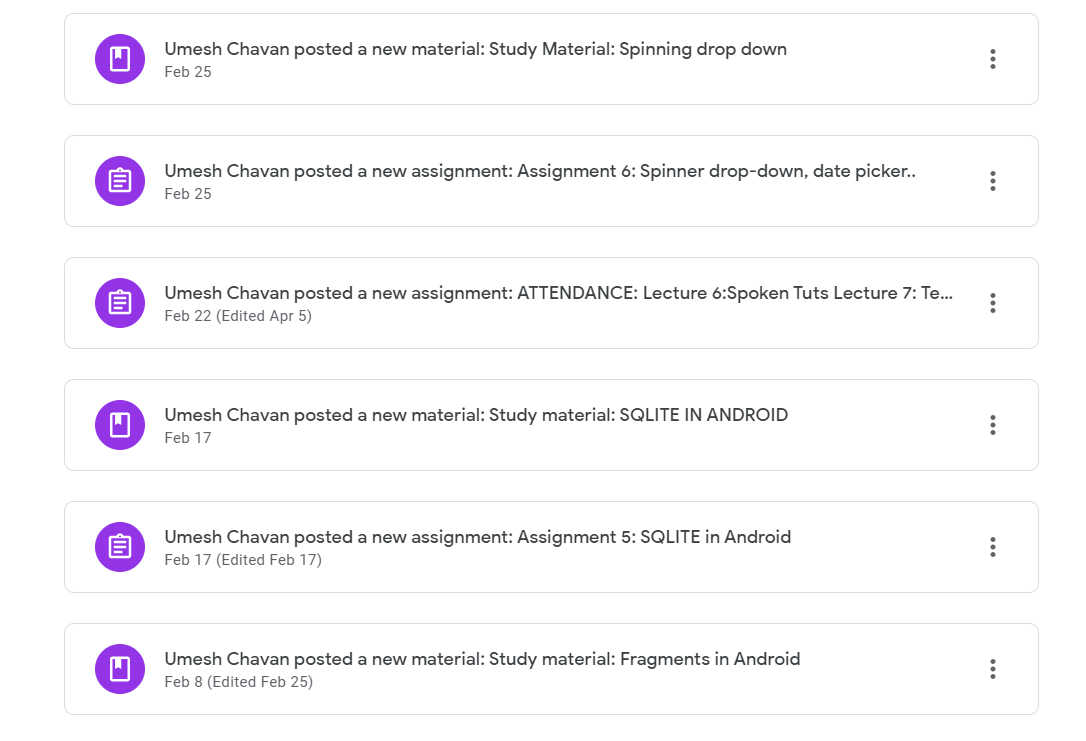 Umesh Chavan posted a new material: Study Material: Spinning drop down
Feb 25
Umesh Chavan posted a new assignment: Assignment 6: Spinner drop-down, date picker..
Feb 25
Umesh Chavan posted a new assignment: ATTENDANCE: Lecture 6:Spoken Tuts Lecture 7: Te...
Feb 22 (Edited Apr 5)
Umesh Chavan posted a new material: Study material: SQLITE IN ANDROID
Feb 17
Umesh Chavan posted a new assignment: Assignment 5: SQLITE in Android
Feb 17 (Edited Feb 17)
Umesh Chavan posted a new material: Study material: Fragments in Android
Feb 8 (Edited Feb 25)